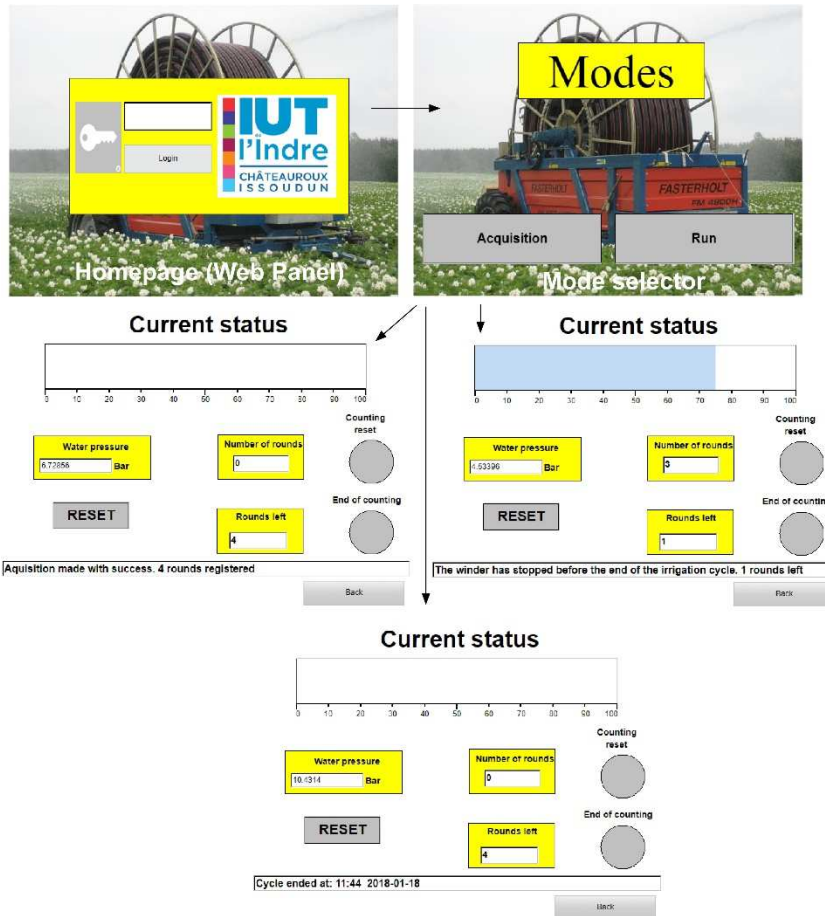 IUT
de
l'Indre
CHÂTEAUROUX
ISSOUDUN
Login
Homepage (Web Panel)
Modes
FASTERHOLT
FASTERHOLT
FM 4900H
Acquisition
Run
Mode selector
Current status
0 10 20 30 40 50 60 70 80 90 100
Water pressure
6.72856 Bar
Number of rounds
0
Counting
reset
RESET
Rounds left
4
End of counting
Aquisition made with success. 4 rounds registered
Back
Current status
0 10 20 30 40 50 60 70 80 90 100
Water pressure
4.53396 Bar
Number of rounds
3
Counting
reset
RESET
Rounds left
1
End of counting
The winder has stopped before the end of the irrigation cycle. 1 rounds left
Back
Current status
0 10 20 30 40 50 60 70 80 90 100
Water pressure
10.4314 Bar
Number of rounds
0
Counting
reset
RESET
Rounds left
4
End of counting
Cycle ended at: 11:44 2018-01-18
Back